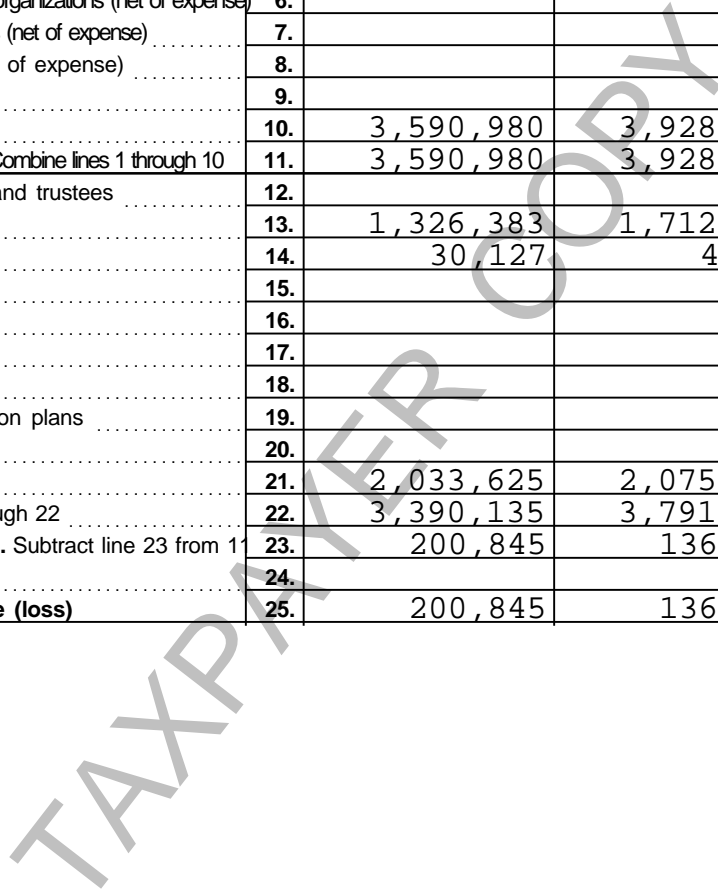 organizations (net of expense) 6.
(net of expense) 7.
of expense) 8.
9.
10. 3,590,980 3,928
Combine lines 1 through 10 11. 3,590,980 3,928
and trustees 12.
13. 1,326,383 1,712
14. 30,127 4
15.
16.
17.
18.
on plans 19.
20.
21. 2,033,625 2,075
ugh 22 22. 3,390,135 3,791
. Subtract line 23 from 11 23. 200,845 136
24.
e (loss) 25. 200,845 136
TAXPAYER COPY